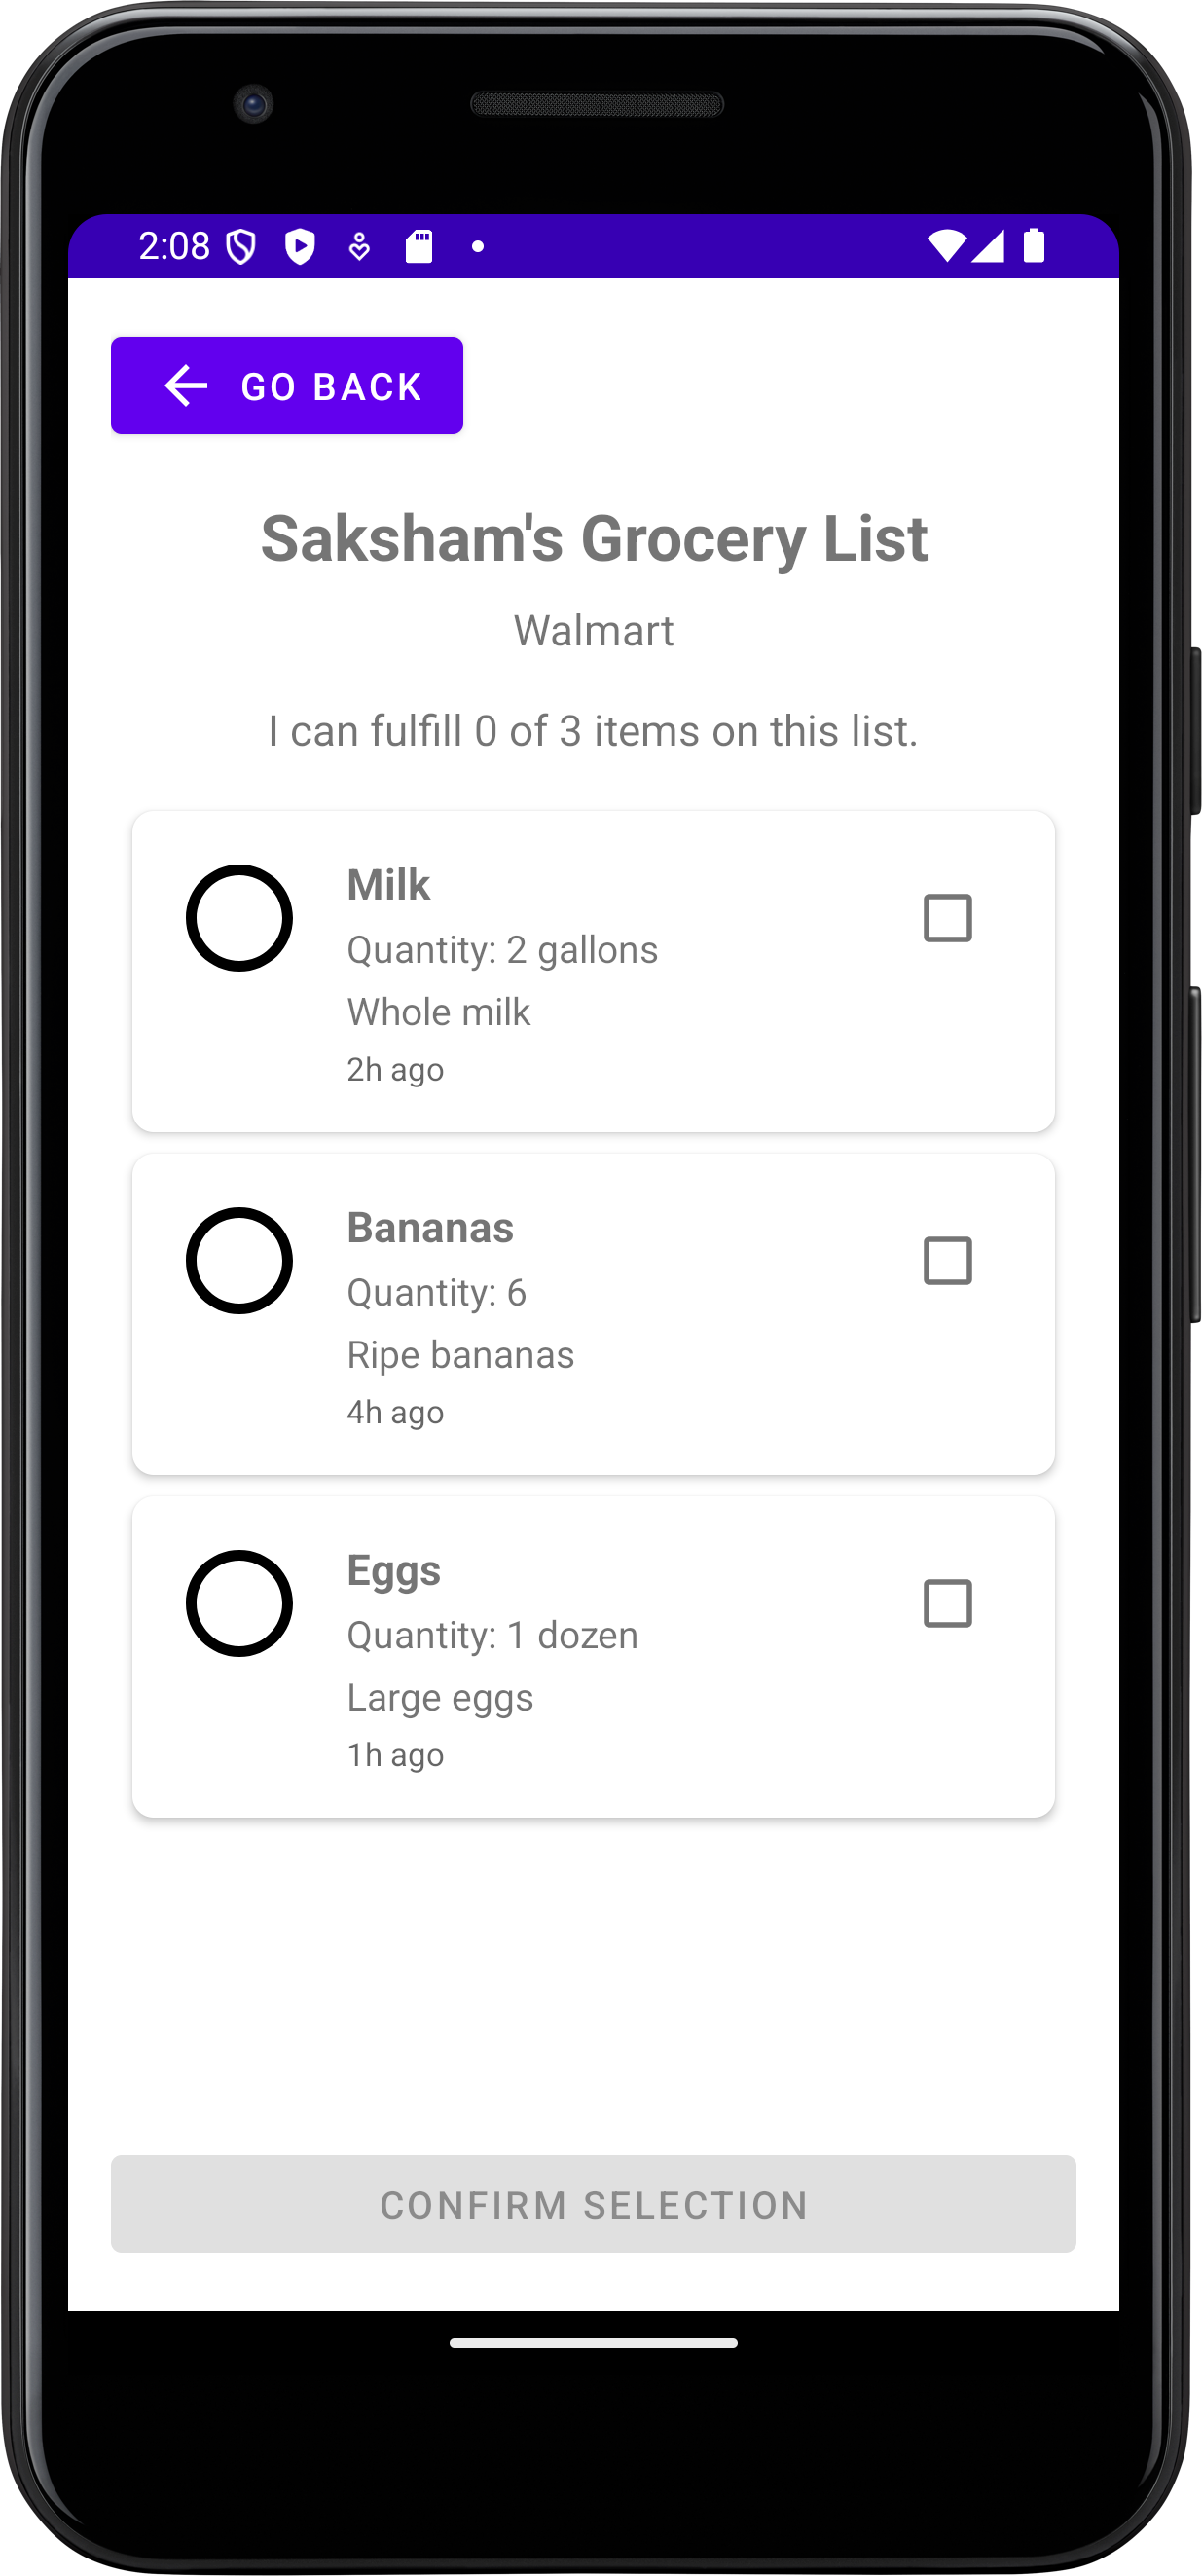 2:08
GO BACK
Saksham's Grocery List
Walmart
I can fulfill 0 of 3 items on this list.
Milk
Quantity: 2 gallons
Whole milk
2h ago
Bananas
Quantity: 6
Ripe bananas
4h ago
Eggs
Quantity: 1 dozen
Large eggs
1h ago
CONFIRM SELECTION